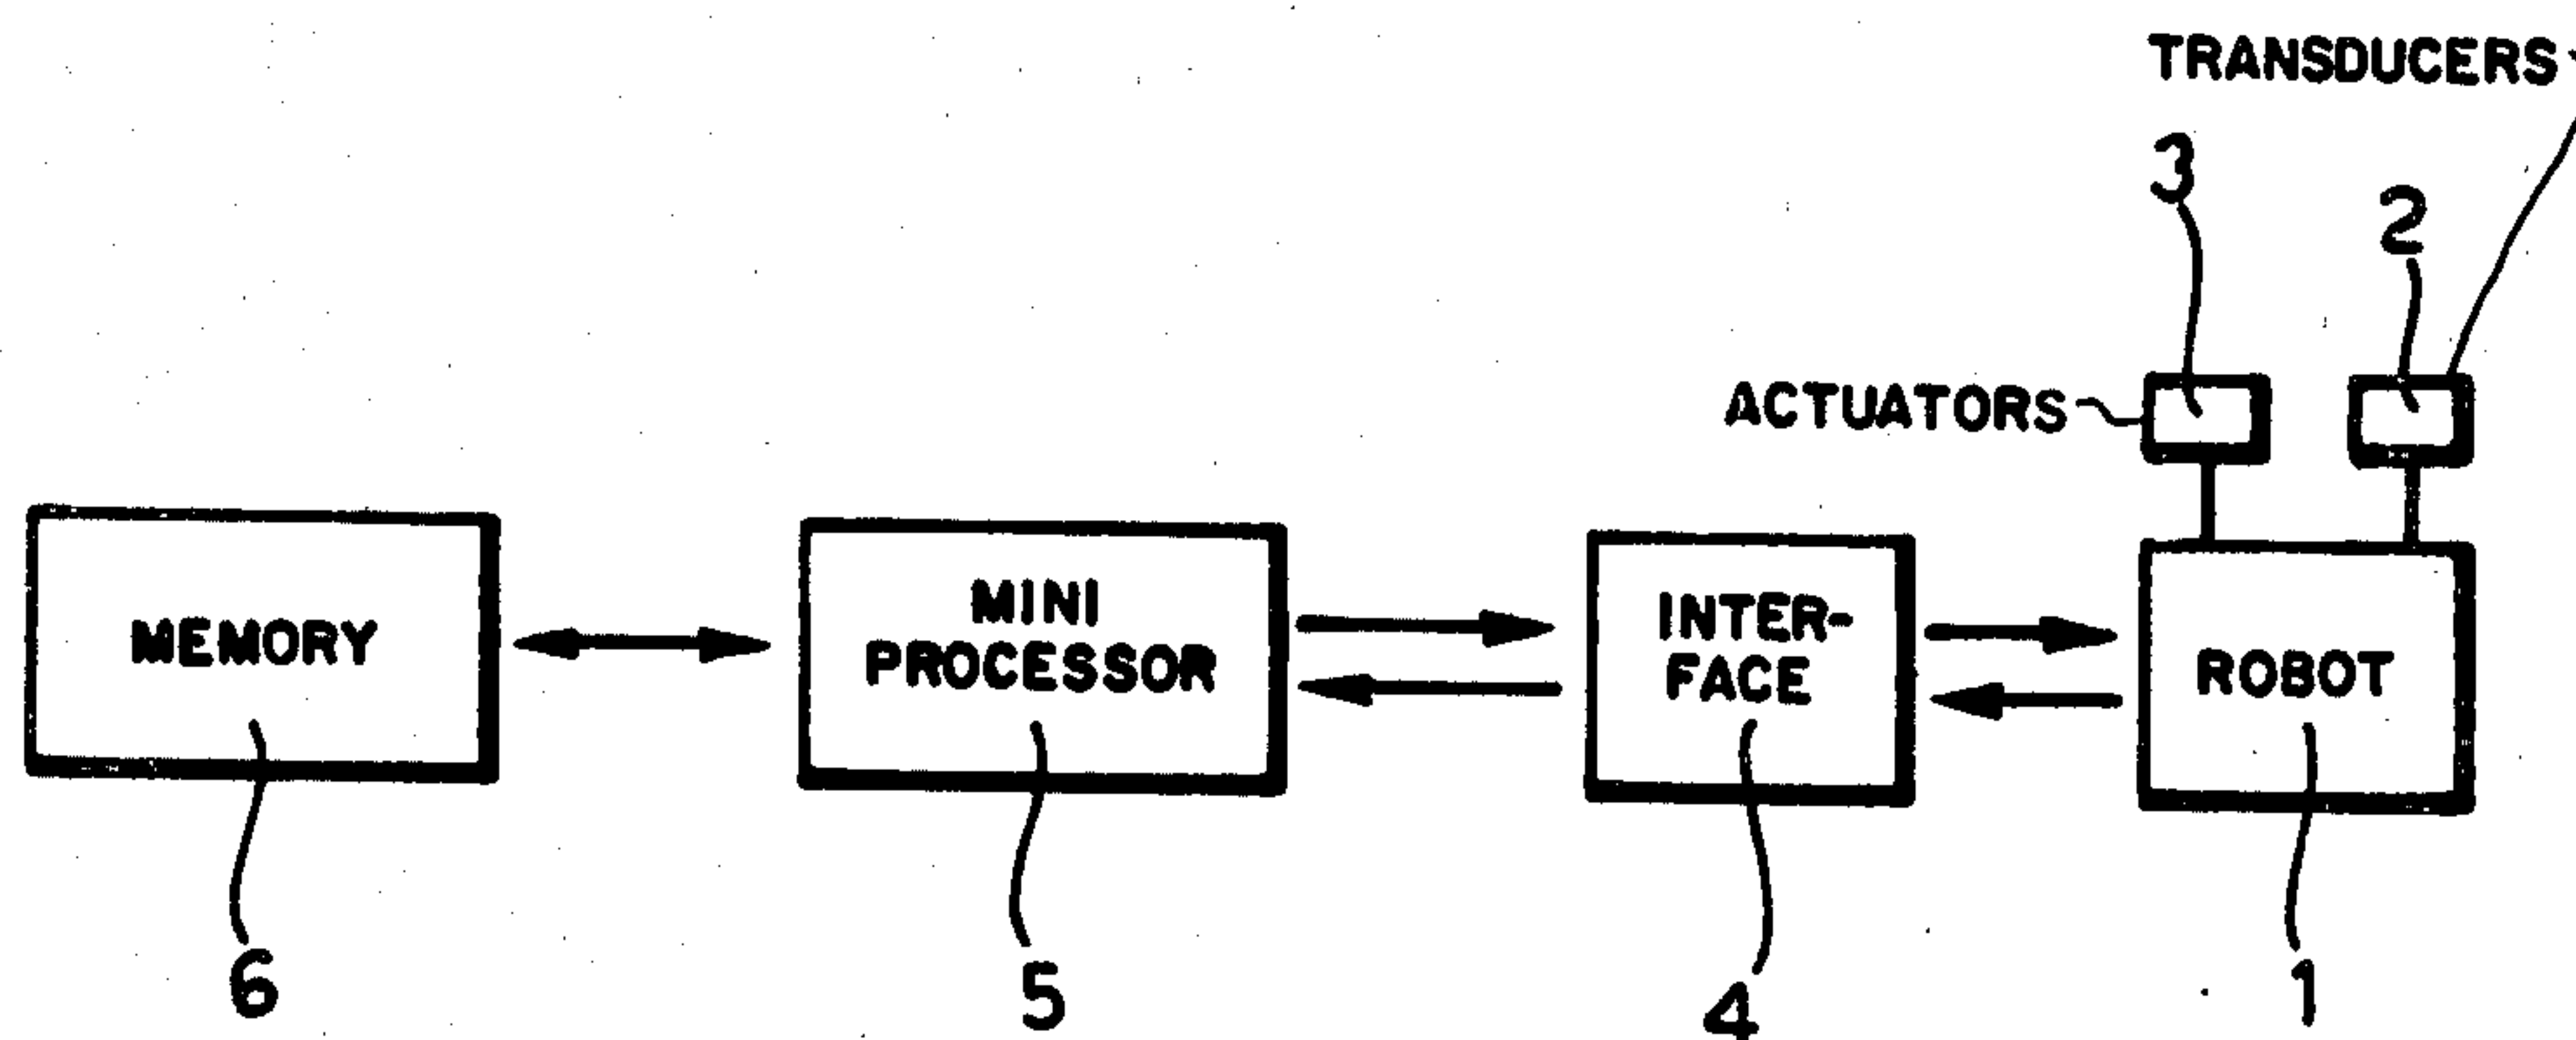 TRANSDUCERS
3
2
ACTUATORS
MEMORY
MINI
PROCESSOR
INTER-
FACE
ROBOT
6
5
4
1